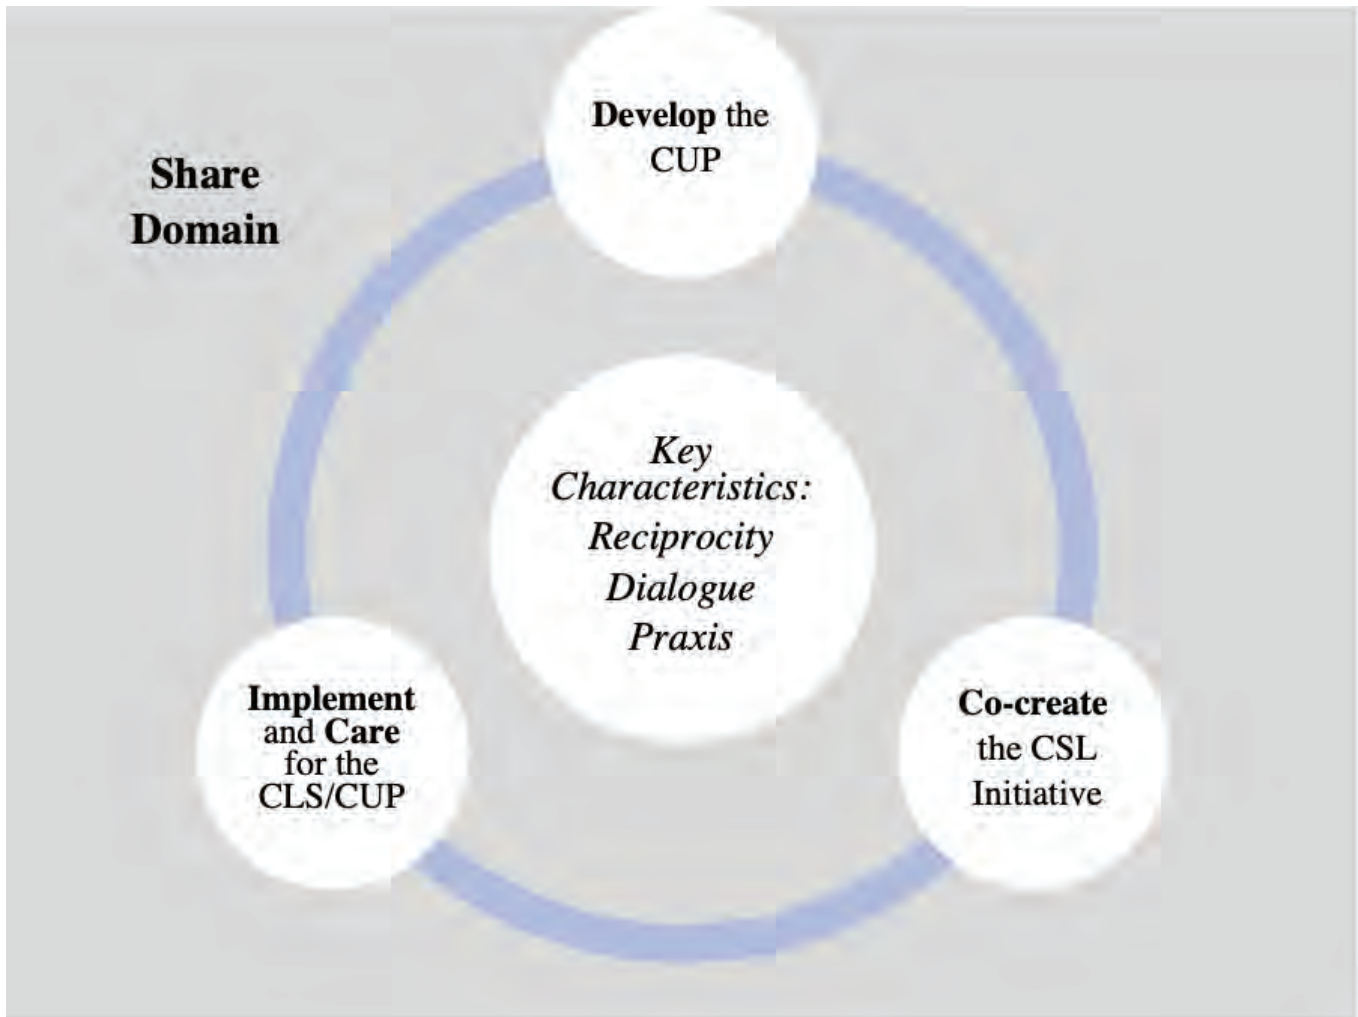 Develop the
CUP
Share
Domain
Key
Characteristics:
Reciprocity
Dialogue
Praxis
Implement
and Care
for the
CLS/CUP
Co-create
the CSL
Initiative